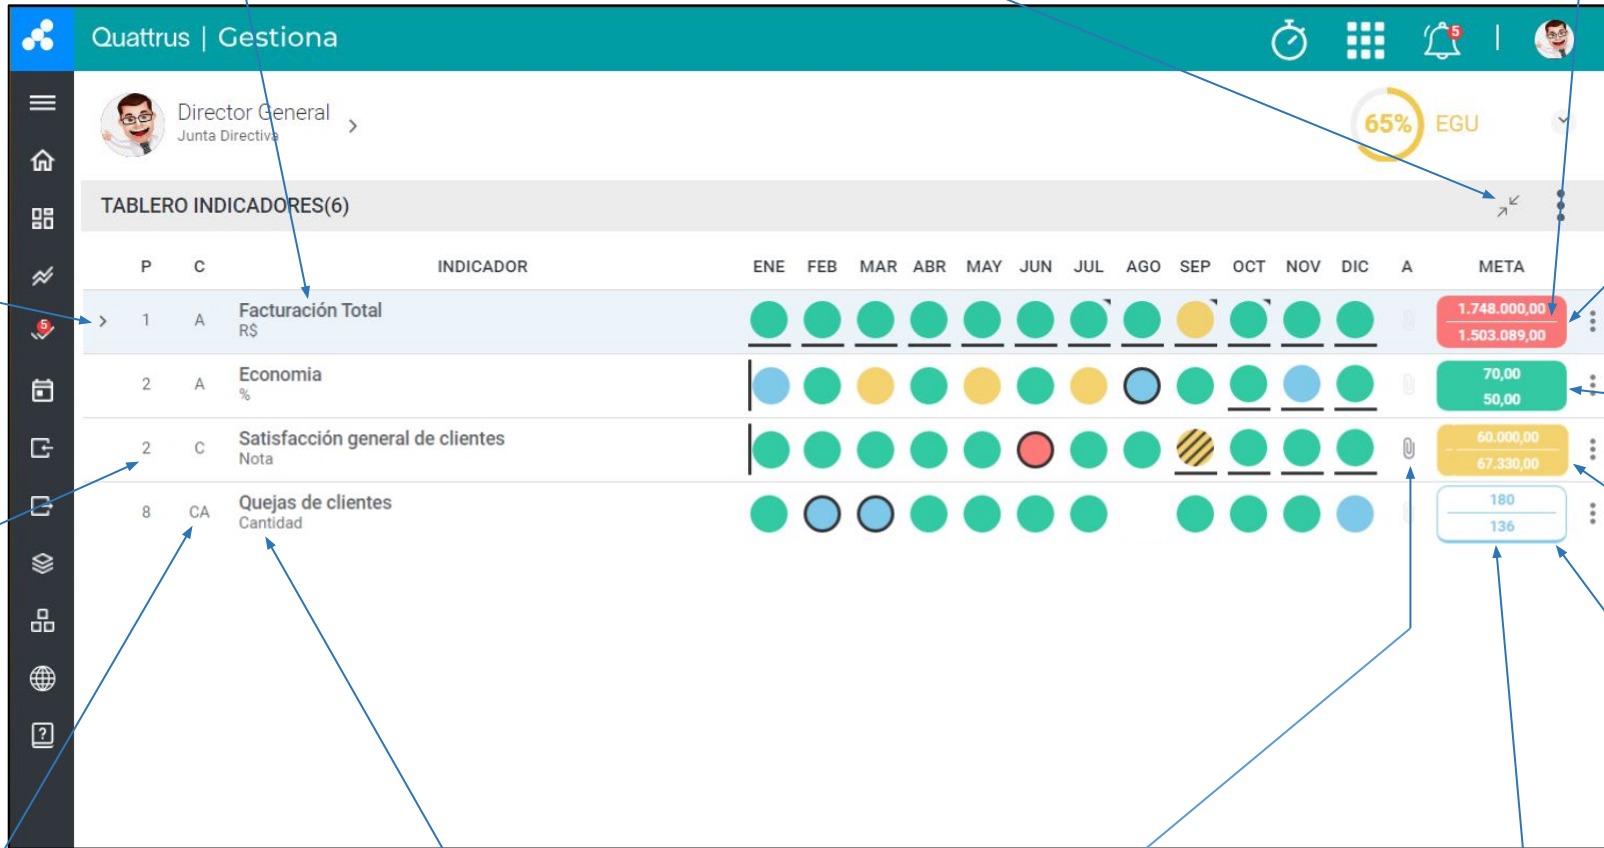 Quattrus | Gestiona
5
Director General
Junta Directiva
65% EGU
TABLERO INDICADORES(6)
P C INDICADOR ENE FEB MAR ABR MAY JUN JUL AGO SEP OCT NOV DIC A META
5
1 A Facturación Total 1.748.000,00
R$ 1.503.089,00
2 A Economia 70,00
% 50,00
2 C Satisfacción general de clientes 60.000,00
Nota 67.330,00
8 CA Quejas de clientes 180
Cantidad 136
?